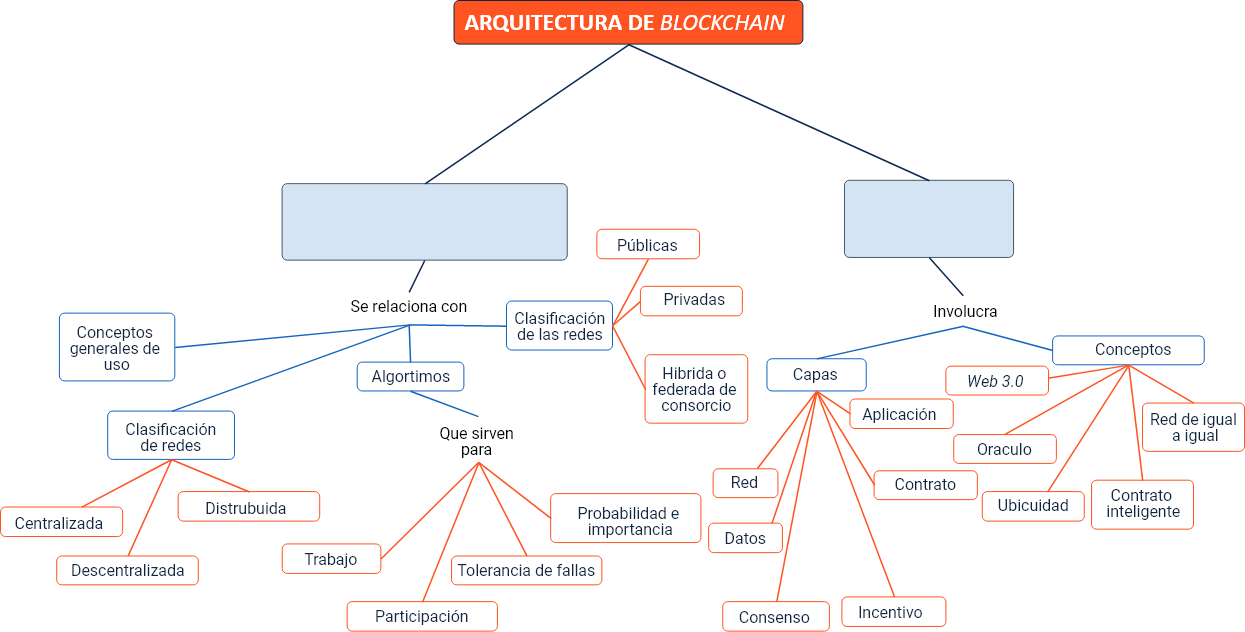 ARQUITECTURA DE BLOCKCHAIN
Se relaciona con
Conceptos
generales de
uso
Clasificación
de redes
Centralizada
Descentralizada
Distrubuida
Algortimos
Que sirven
para
Trabajo
Participación
Tolerancia de fallas
Probabilidad e
importancia
Clasificación
de las redes
Públicas
Privadas
Hibrida o
federada de
consorcio
Involucra
Capas
Red
Datos
Consenso
Incentivo
Contrato
Aplicación
Conceptos
Web 3.0
Oraculo
Ubicuidad
Contrato
inteligente
Red de igual
a igual